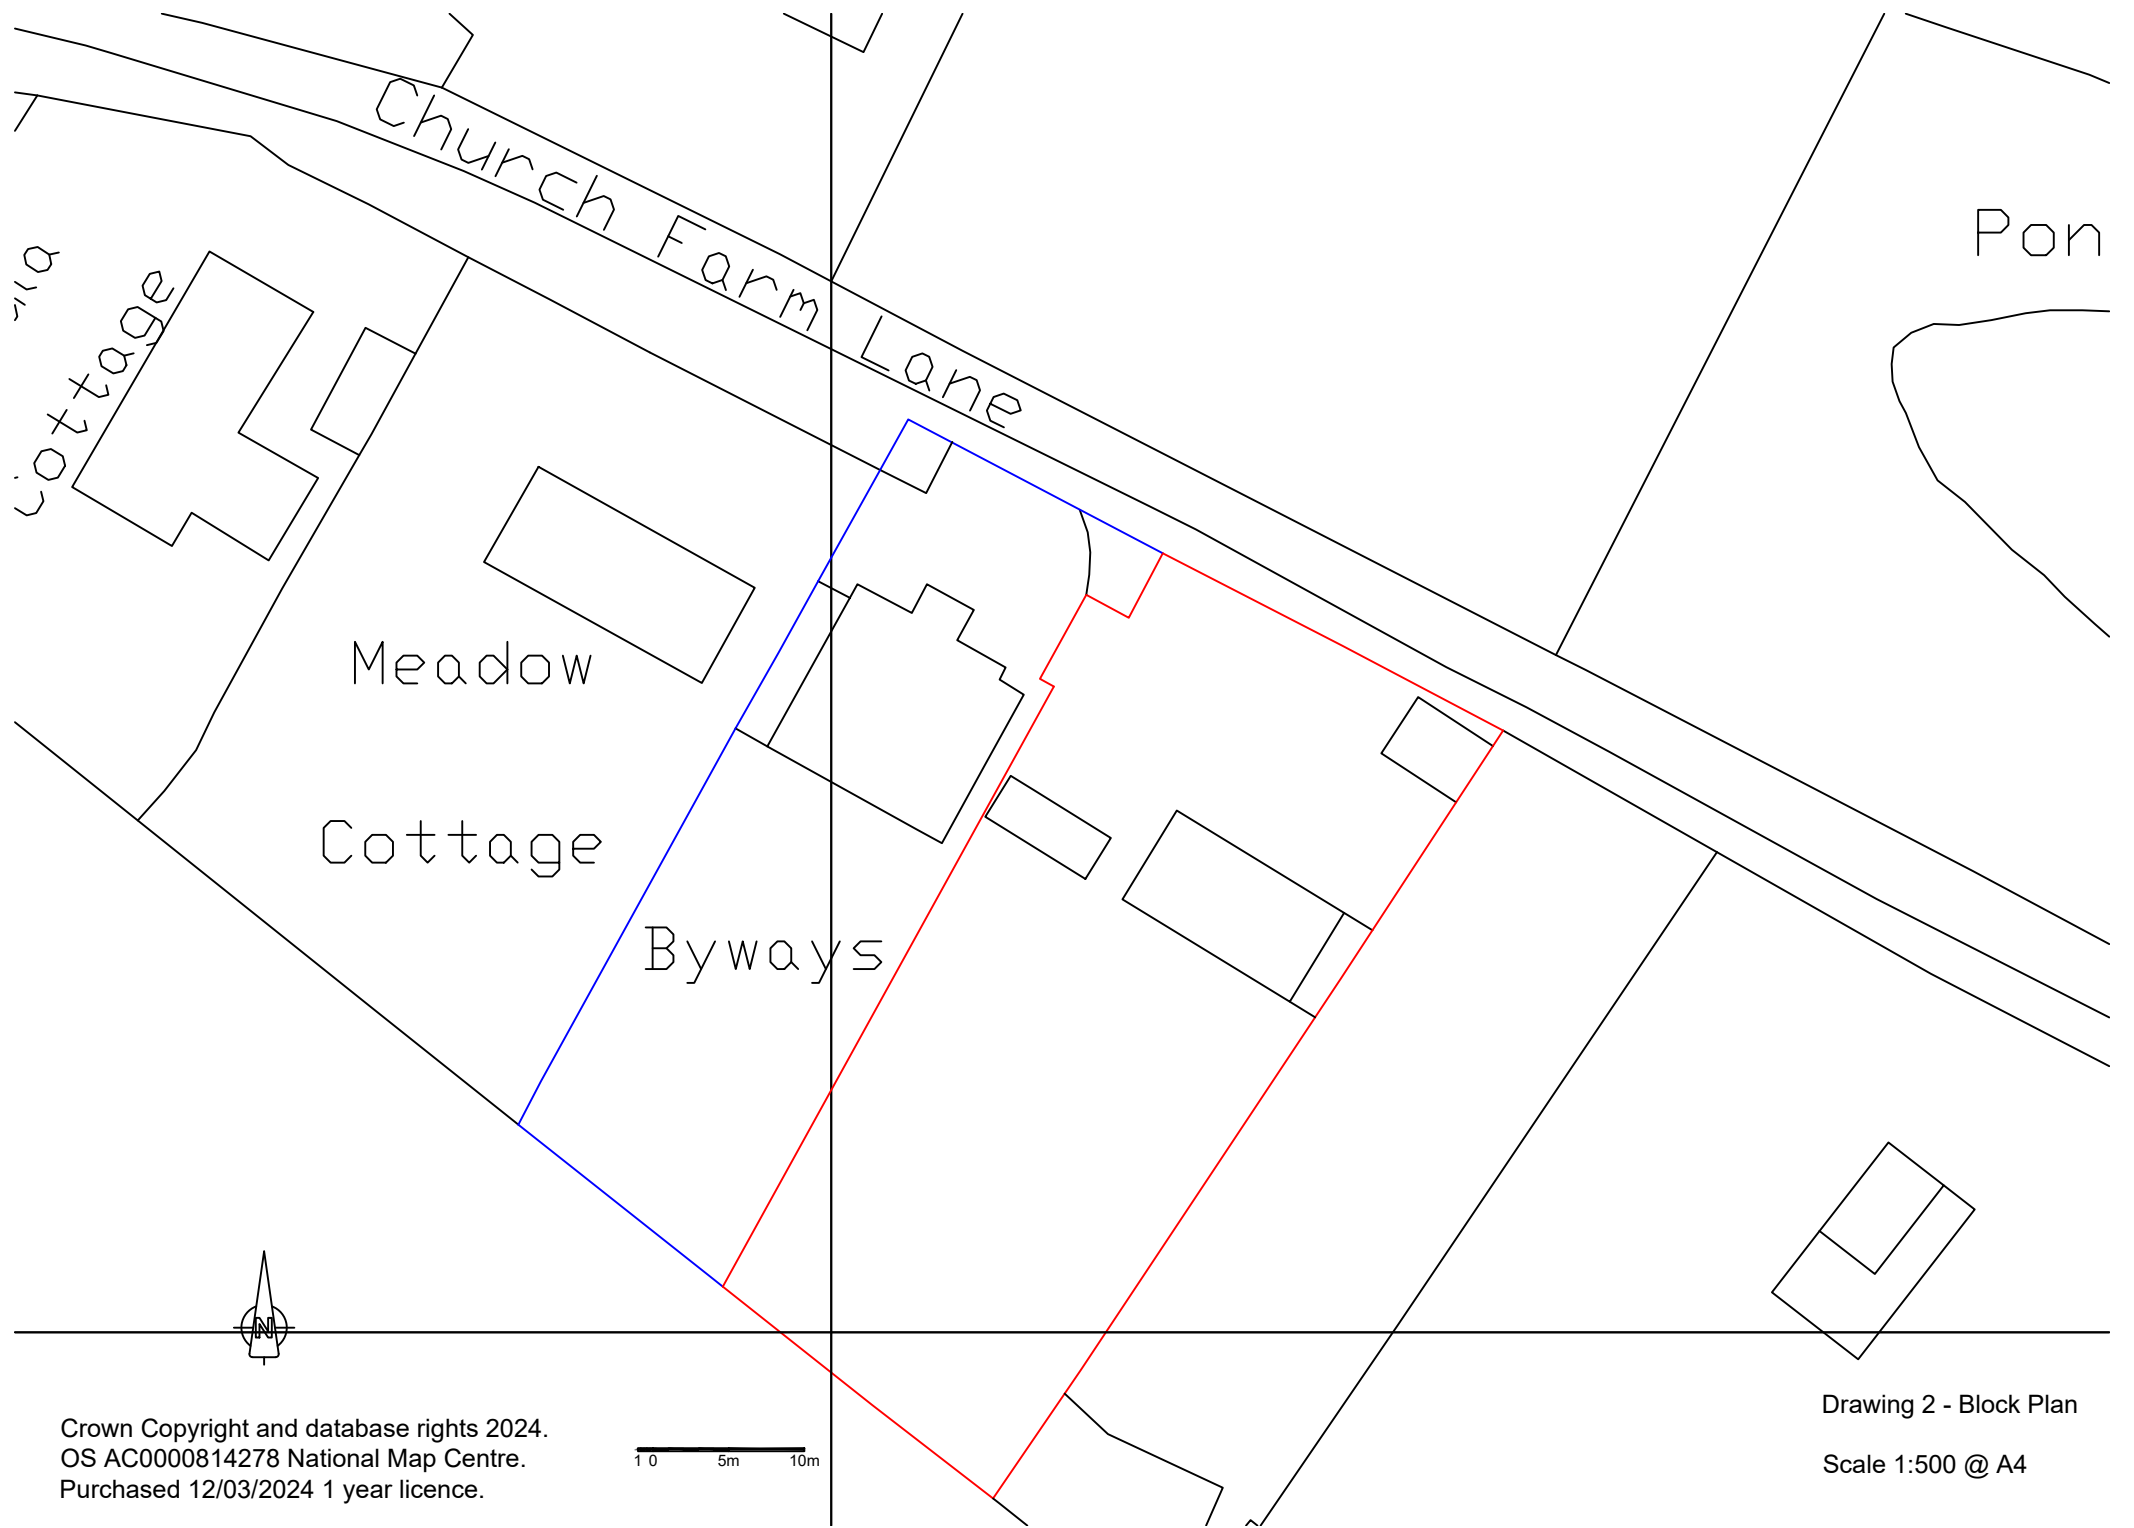 Church Farm Lane
Pon
Cottage
Meadow
Cottage
Byways
N
Crown Copyright and database rights 2024.
OS AC0000814278 National Map Centre.
Purchased 12/03/2024 1 year licence.
1 0 5m 10m
Drawing 2 - Block Plan
Scale 1:500 @ A4